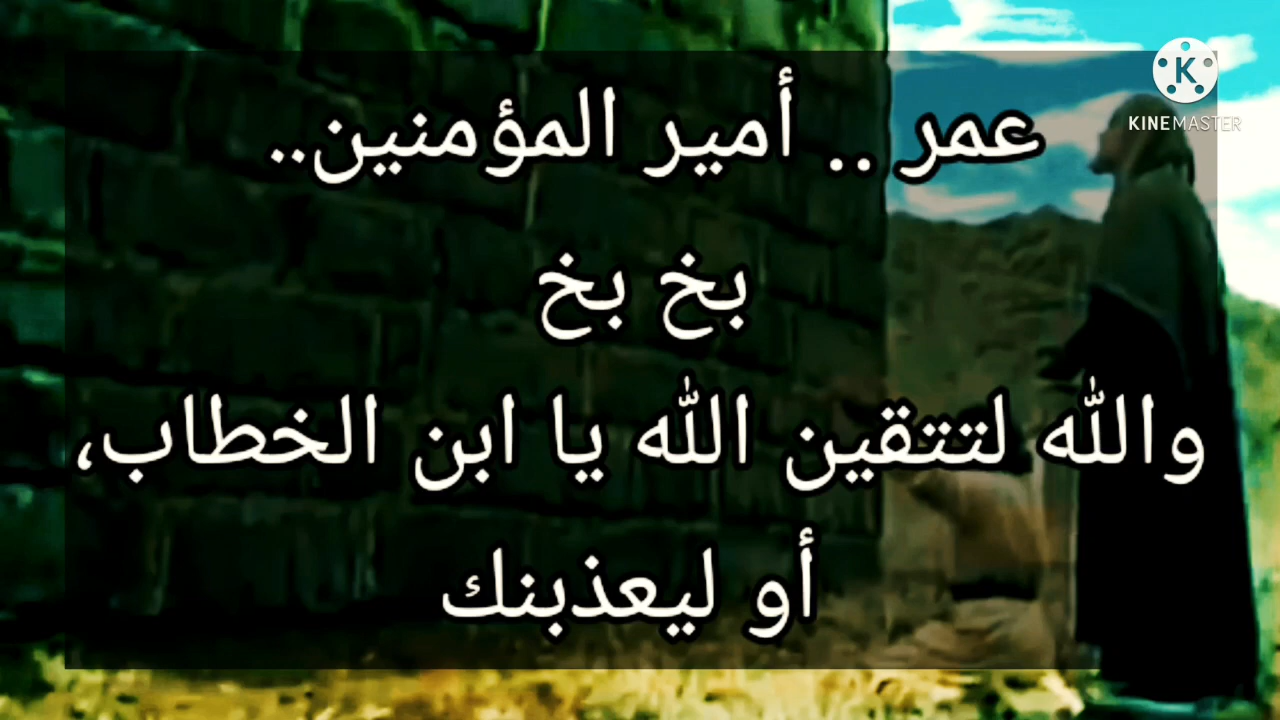 عمر .. أمير المؤمنين..
بخ بخ
والله لتتقين الله يا ابن الخطاب،
أو ليعذبنك
K
KINEMASTER